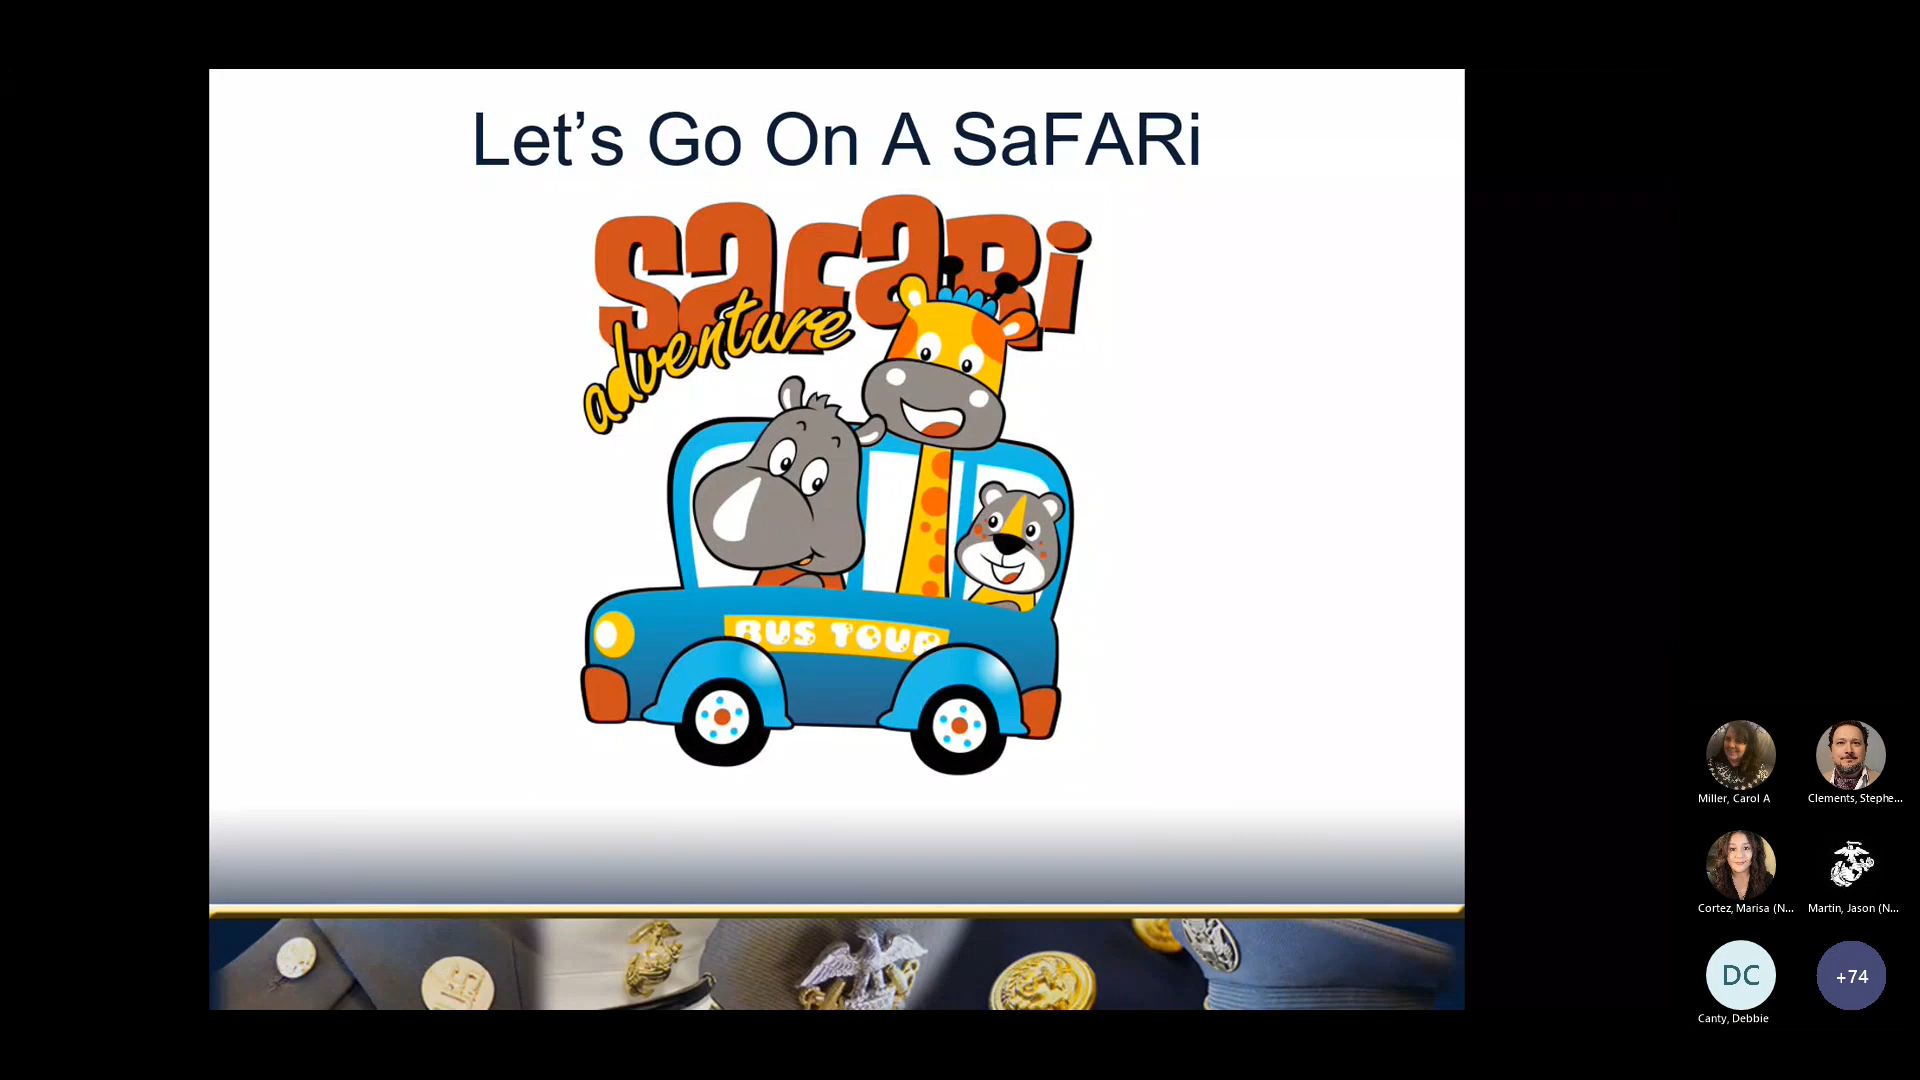 Let's Go On A SaFARi
safaRi
adventure
BUS TOUR
Miller, Carol A
Clements, Stephe...
Cortez, Marisa (N...
Martin, Jason (N...
DC
+74
Canty, Debbie